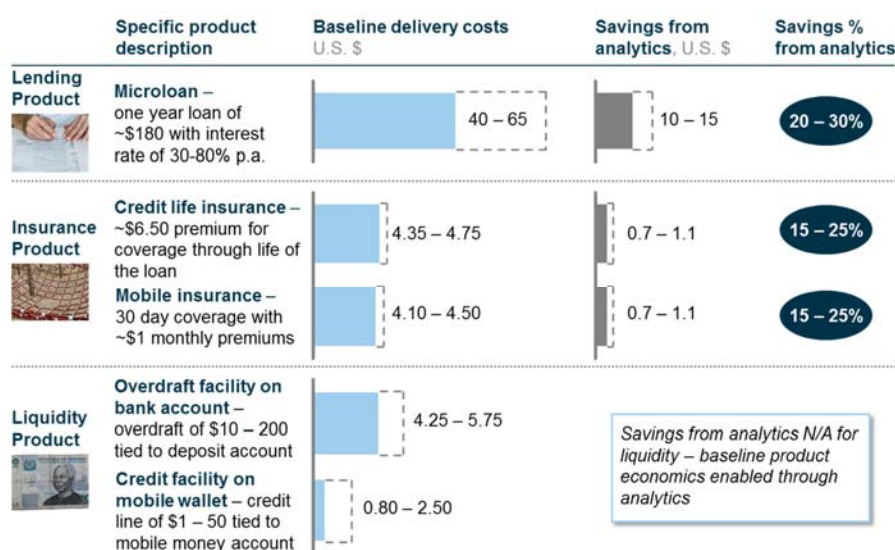 Specific product description
Baseline delivery costs
U.S. $
Savings from analytics, U.S. $
Savings % from analytics
Lending
Product
Microloan –
one year loan of
~$180 with interest
rate of 30-80% p.a.
40 – 65
10 – 15
20 – 30%
Insurance
Product
Credit life insurance –
~$6.50 premium for
coverage through life of
the loan
4.35 – 4.75
0.7 – 1.1
15 – 25%
Mobile insurance –
30 day coverage with
~$1 monthly premiums
4.10 – 4.50
0.7 – 1.1
15 – 25%
Liquidity
Product
Overdraft facility on
bank account –
overdraft of $10 – 200
tied to deposit account
4.25 – 5.75
Credit facility on
mobile wallet – credit
line of $1 – 50 tied to
mobile money account
0.80 – 2.50
Savings from analytics N/A for
liquidity – baseline product
economics enabled through
analytics